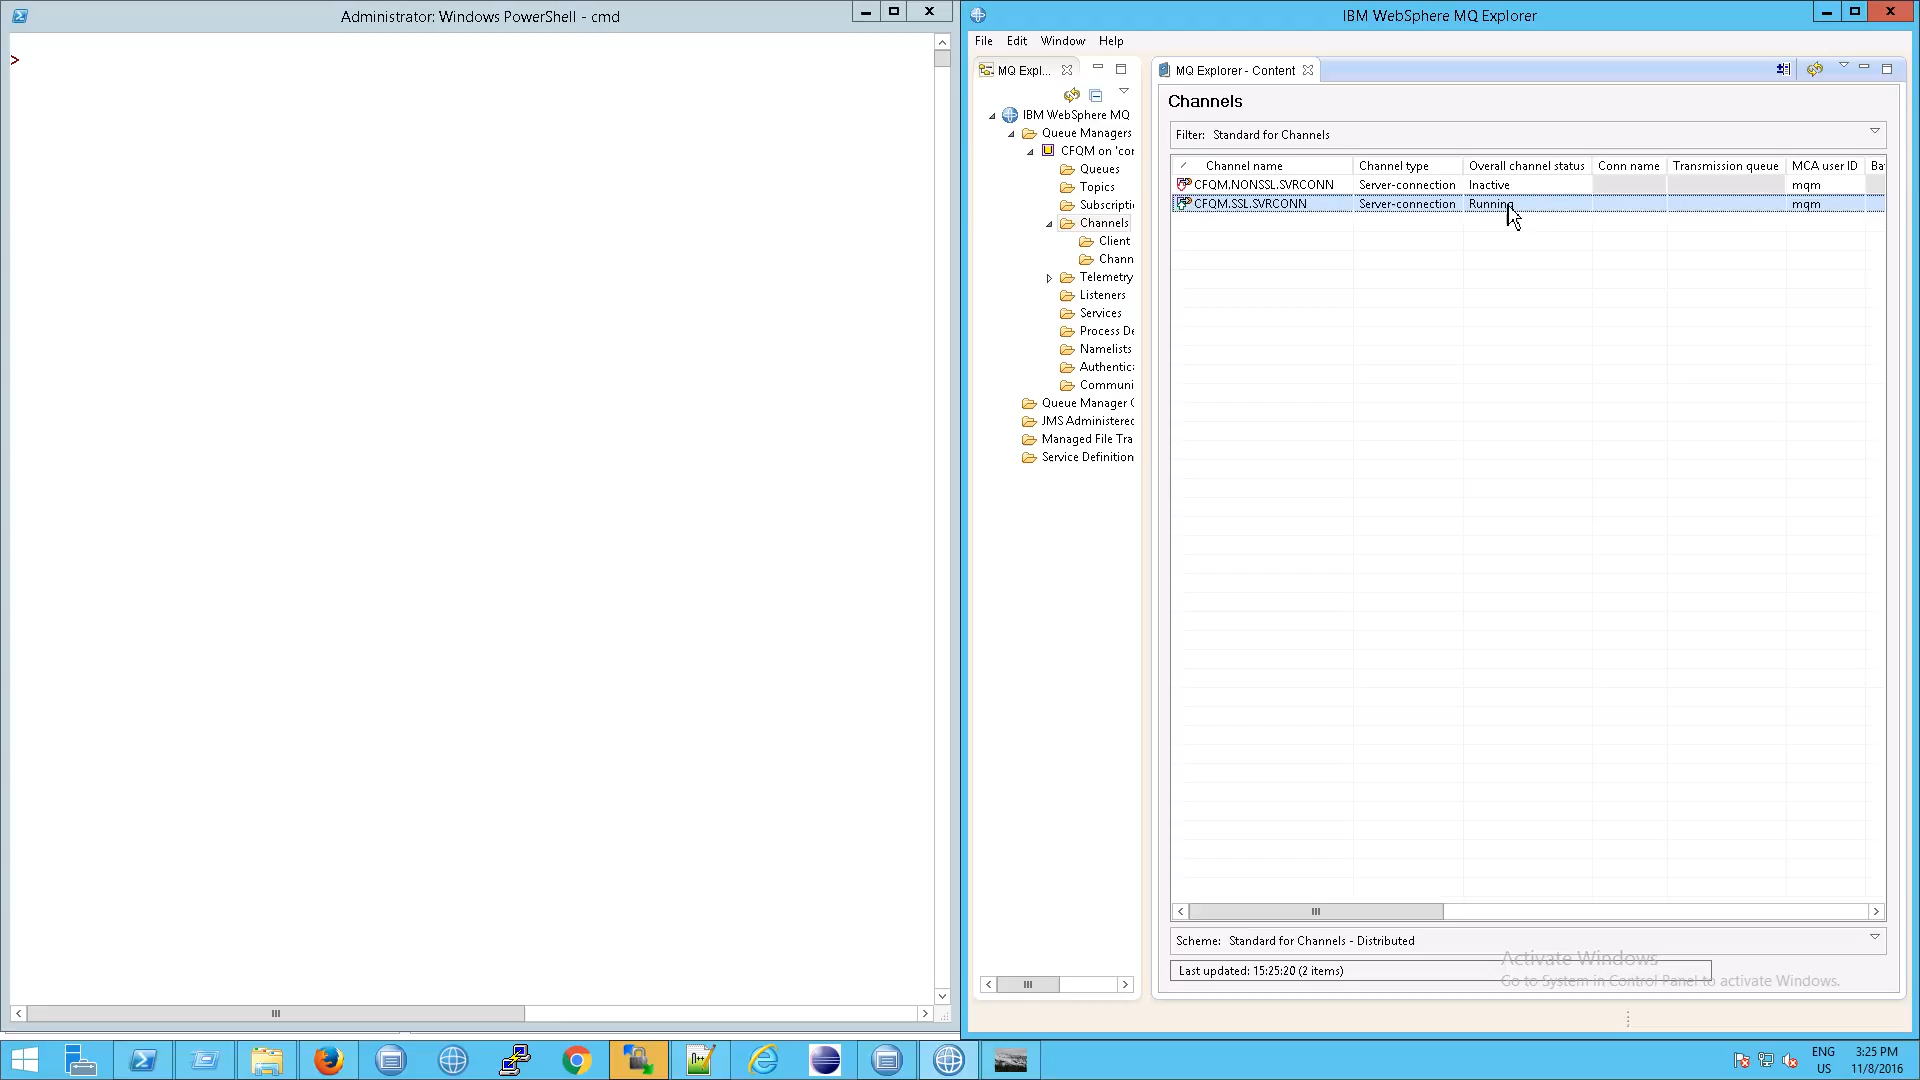 Administrator: Windows PowerShell - cmd
>
IBM WebSphere MQ Explorer
File Edit Window Help
MQ Expl...
IBM WebSphere MQ
Queue Managers
CFQM on 'cor
Queues
Topics
Subscripti
Channels
Client
Chann
Telemetry
Listeners
Services
Process De
Namelists
Authentic
Communi
Queue Manager C
JMS Administered
Managed File Tra
Service Definition
MQ Explorer - Content
Channels
Filter: Standard for Channels
Channel name Channel type Overall channel status Conn name Transmission queue MCA user ID Ba
CFQM.NONSSL.SVRCONN Server-connection Inactive mqm
CFQM.SSL.SVRCONN Server-connection Running mqm
Scheme: Standard for Channels - Distributed
Last updated: 15:25:20 (2 items)
Activate Windows
Go to System in Control Panel to activate Windows.
ENG
US
3:25 PM
11/8/2016